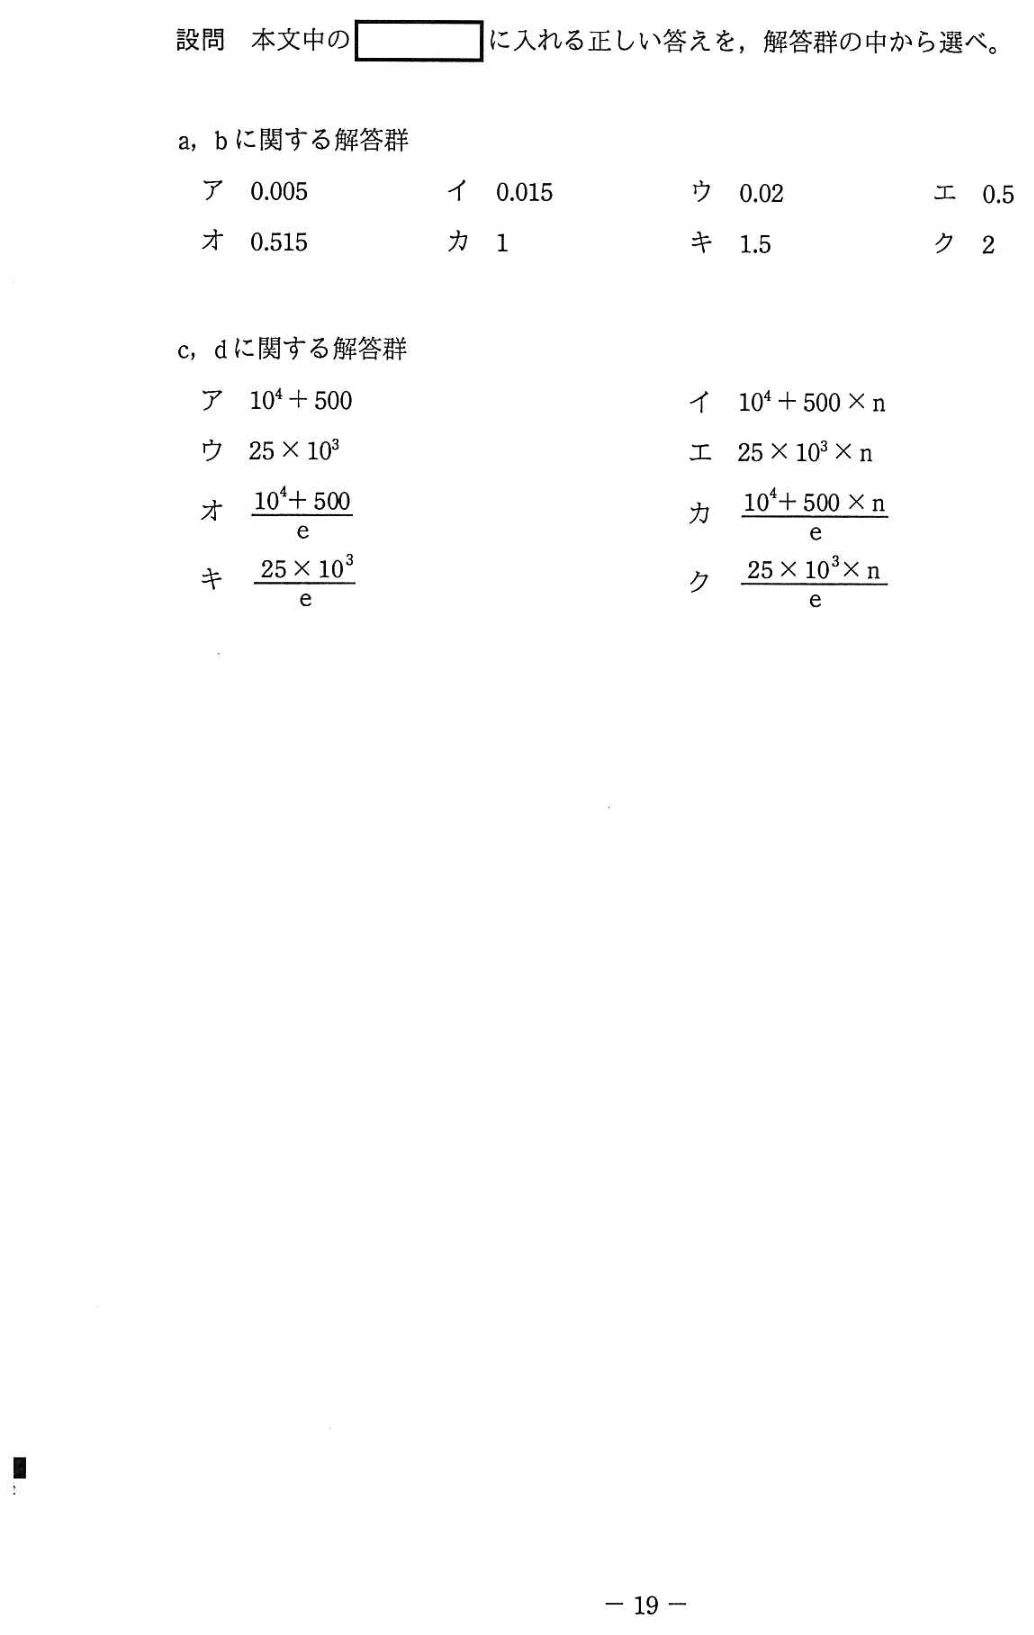 設問　本文中の　　　　　に入れる正しい答えを，解答群の中から選べ。
a，bに関する解答群
ア　0.005　イ　0.015　ウ　0.02　エ　0.5
オ　0.515　カ　1　キ　1.5　ク　2
c，dに関する解答群
ア　10⁴＋500　イ　10⁴＋500×n
ウ　25×10³　エ　25×10³×n
オ　(10⁴＋500)/e　カ　(10⁴＋500×n)/e
キ　(25×10³)/e　ク　(25×10³×n)/e
－ 19 －